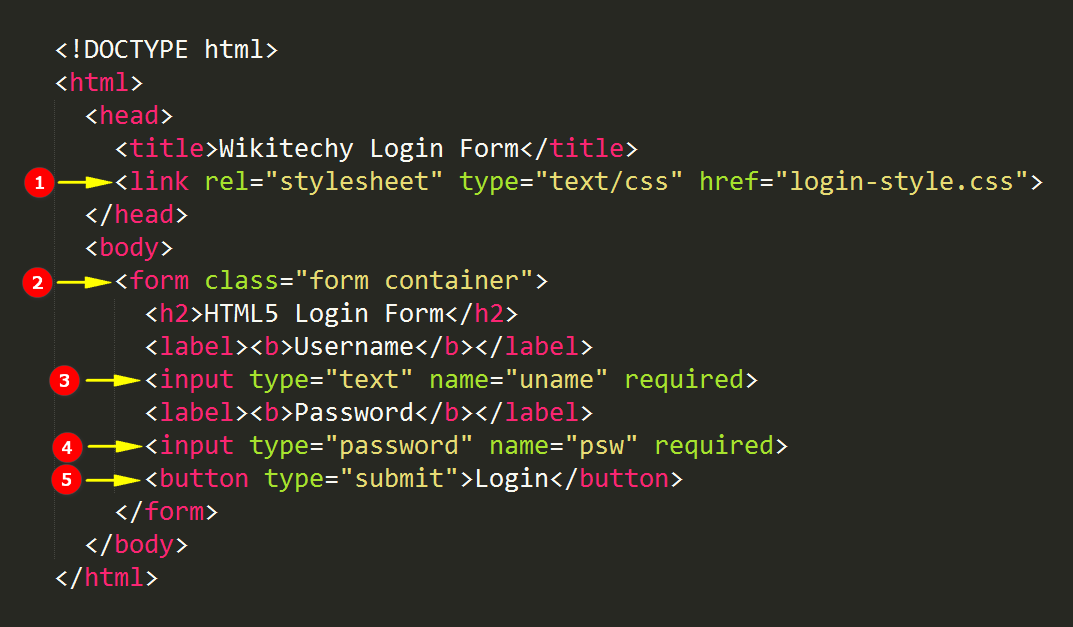 <!DOCTYPE html>
<html>
<head>
<title>Wikitechy Login Form</title>
1 <link rel="stylesheet" type="text/css" href="login-style.css">
</head>
<body>
2 <form class="form container">
<h2>HTML5 Login Form</h2>
<label><b>Username</b></label>
3 <input type="text" name="uname" required>
<label><b>Password</b></label>
4 <input type="password" name="psw" required>
5 <button type="submit">Login</button>
</form>
</body>
</html>